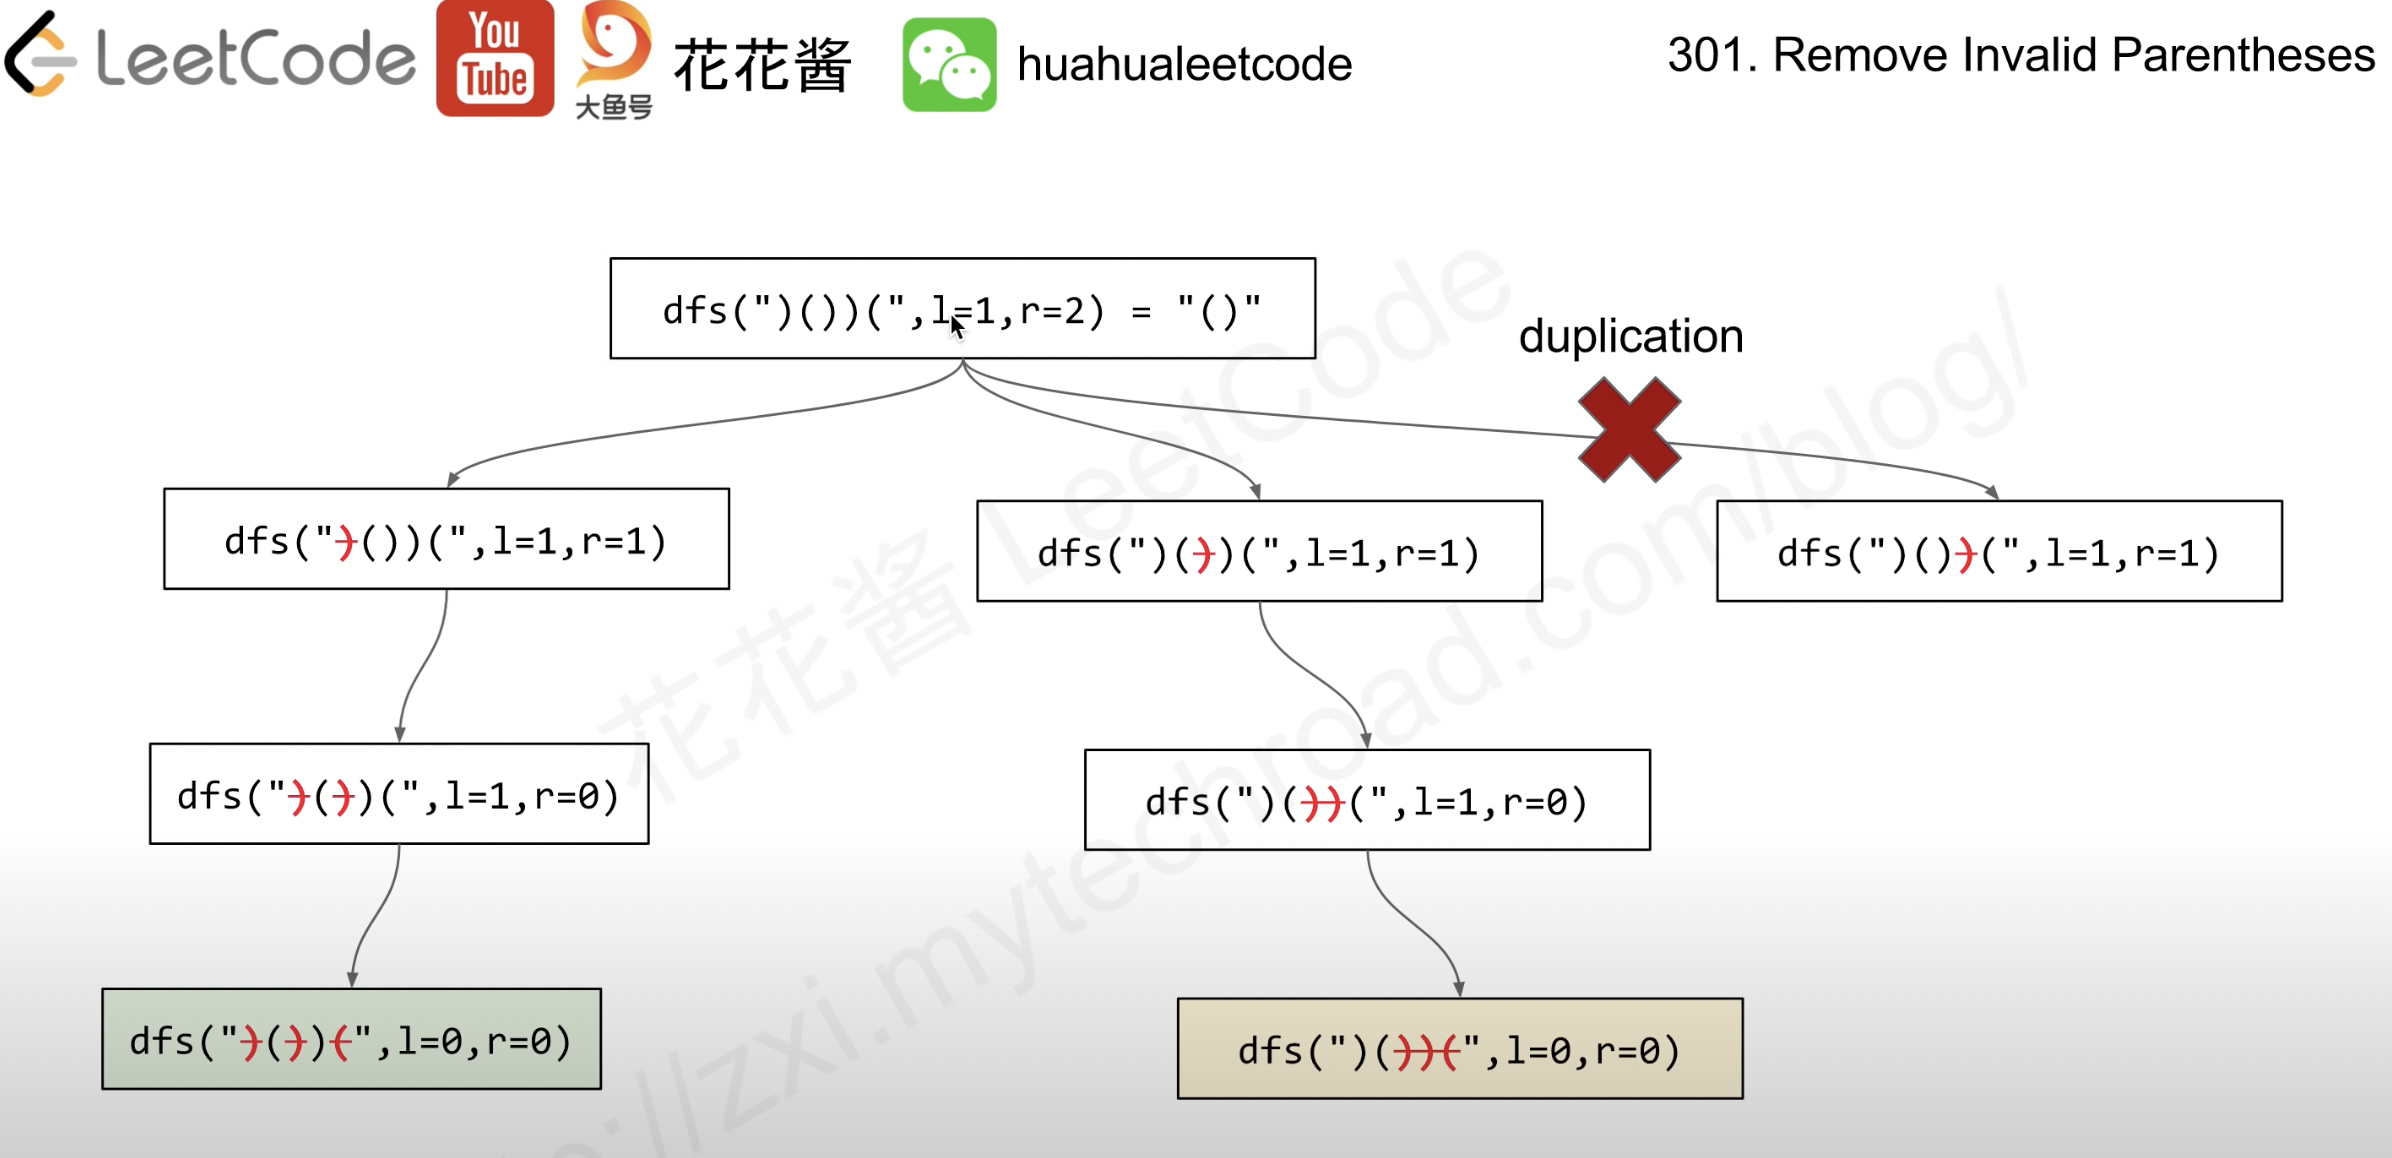 LeetCode
You
Tube
大鱼号
花花酱
huahualeetcode
301. Remove Invalid Parentheses
dfs(")())(",l=1,r=2) = "()"
duplication
dfs(")())(",l=1,r=1)
dfs(")())(",l=1,r=1)
dfs(")())(",l=1,r=1)
dfs(")())(",l=1,r=0)
dfs(")())(",l=1,r=0)
dfs(")())(",l=0,r=0)
dfs(")())(",l=0,r=0)
花花酱 LeetCode
://zxi.mytechroad.com/blog/